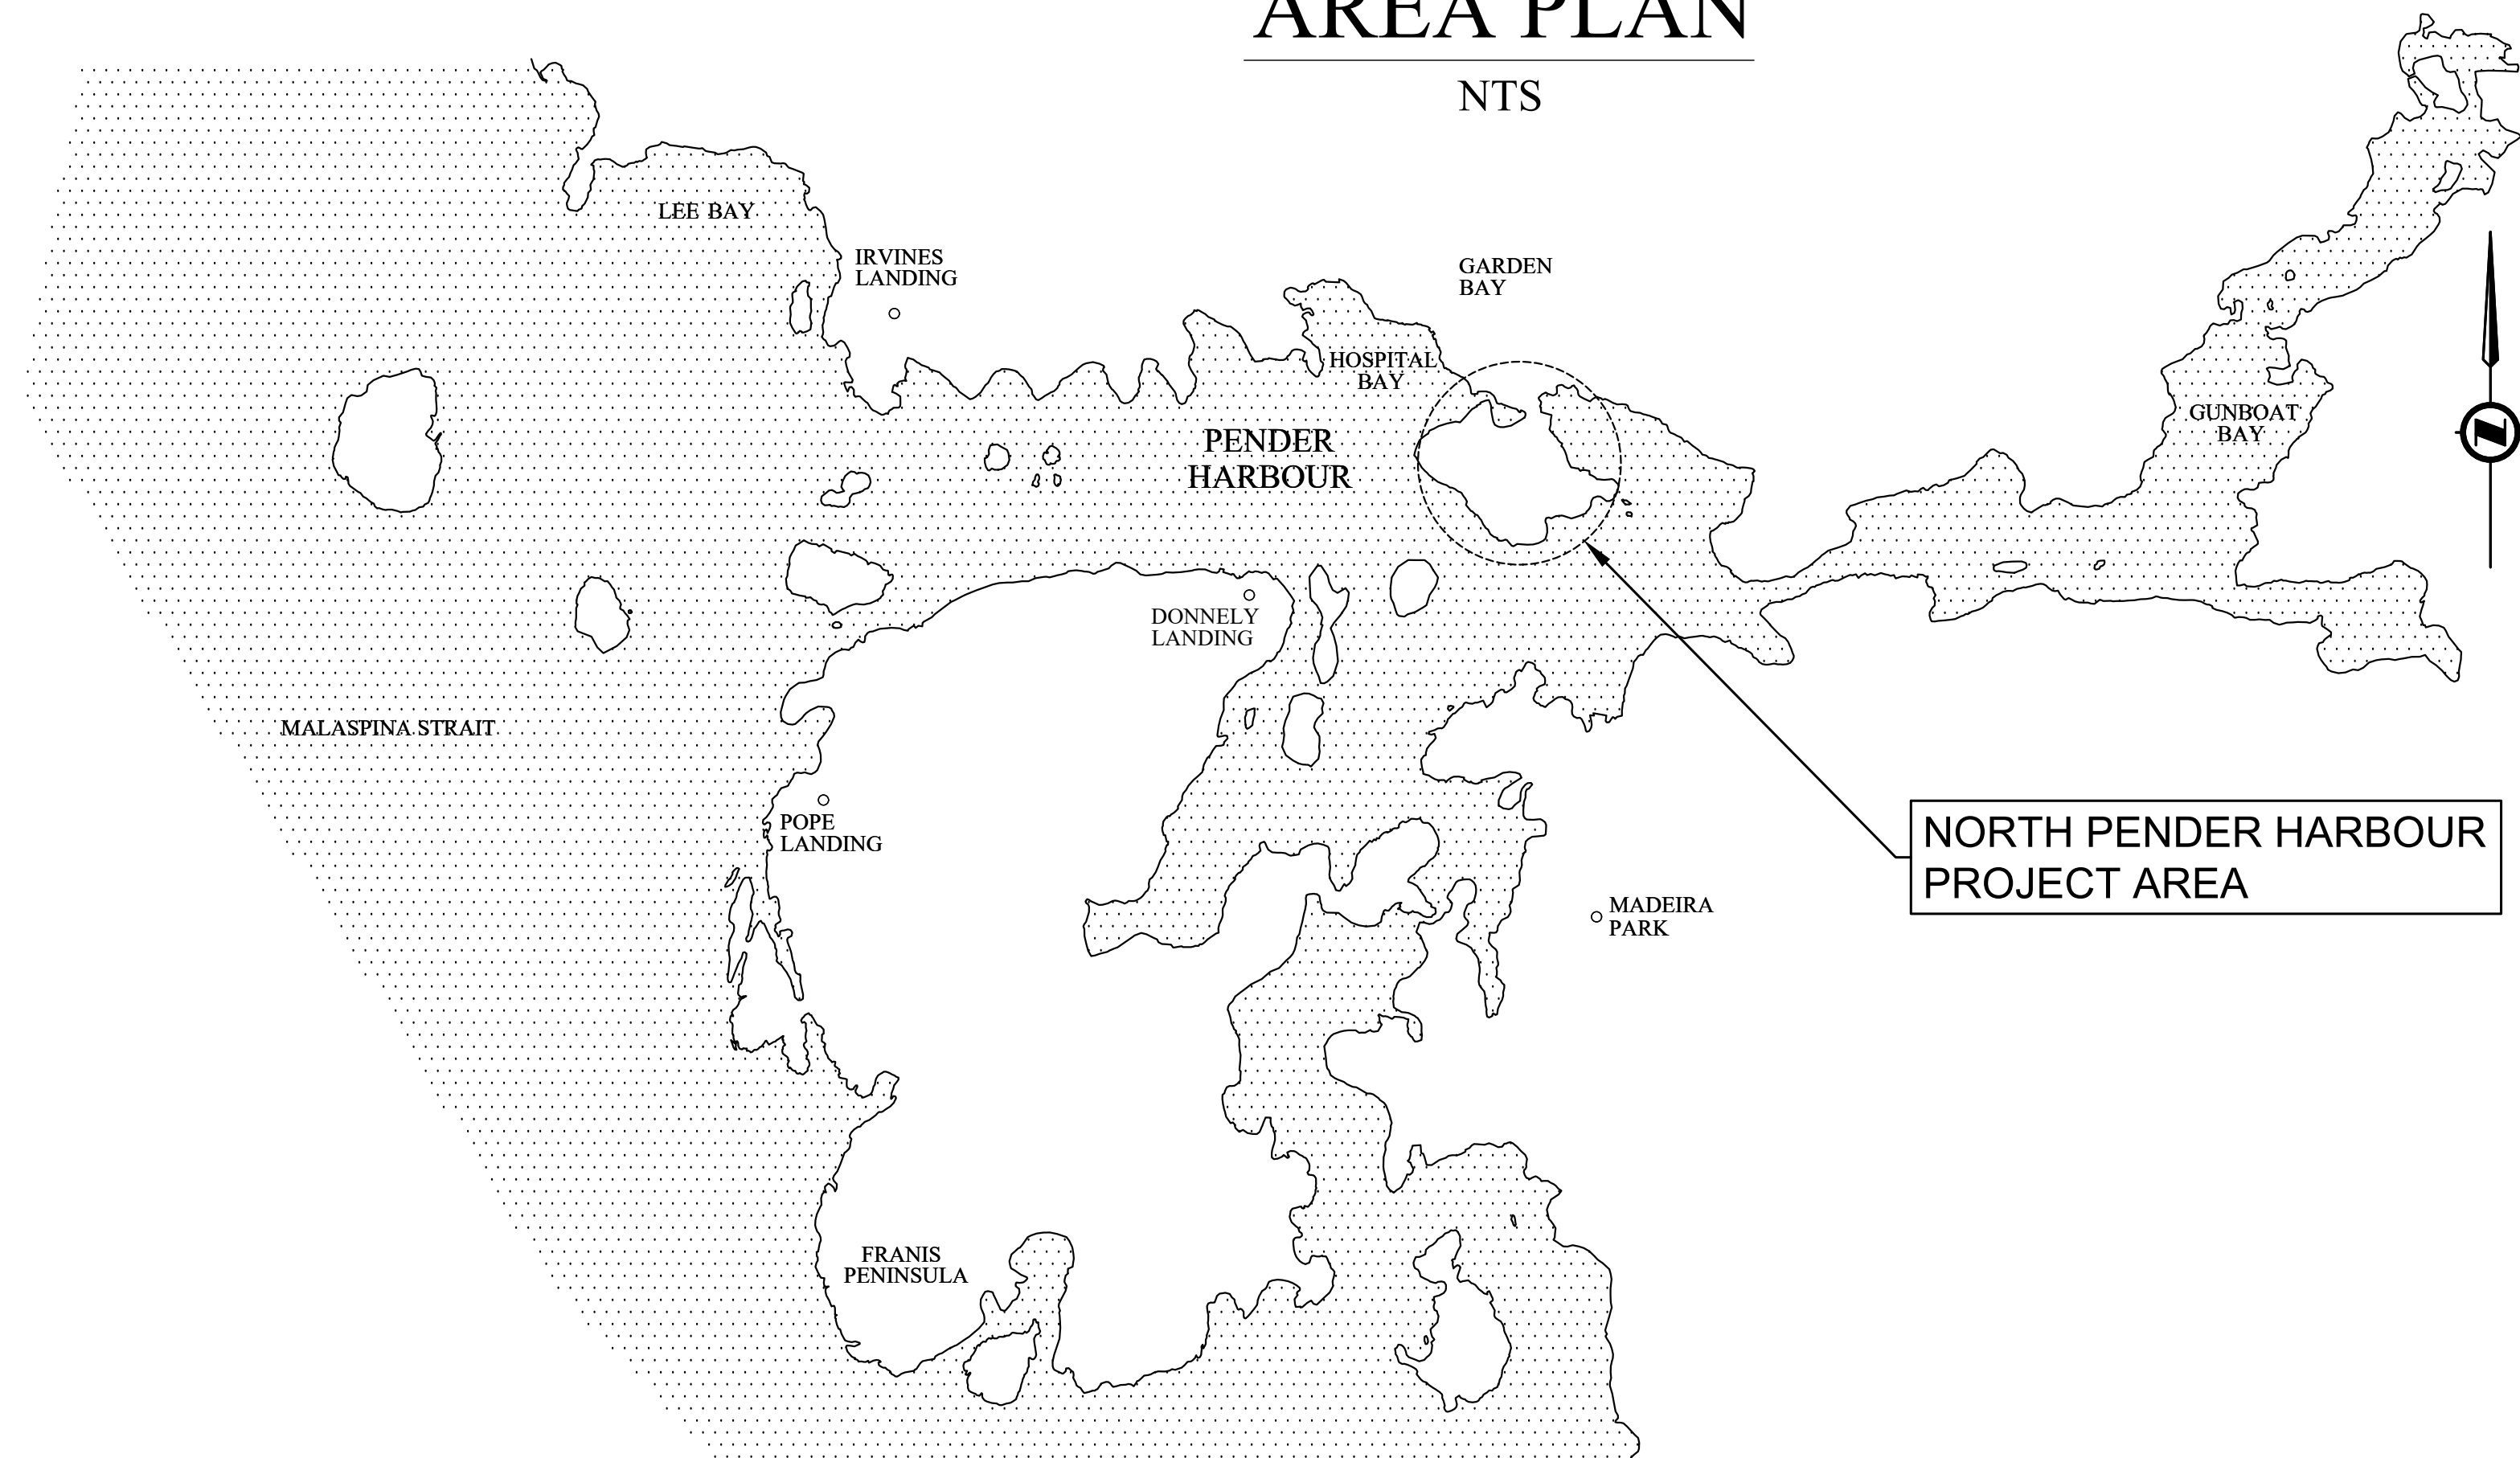 AREA PLAN
NTS
LEE BAY
IRVINES
LANDING
GARDEN
BAY
HOSPITAL
BAY
PENDER
HARBOUR
GUNBOAT
BAY
N
DONNELY
LANDING
MALASPINA STRAIT
POPE
LANDING
NORTH PENDER HARBOUR
PROJECT AREA
MADEIRA
PARK
FRANIS
PENINSULA